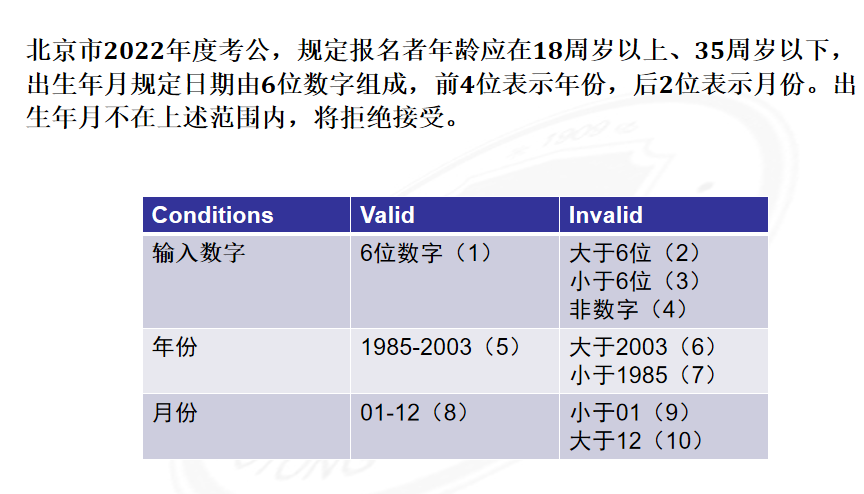 北京市2022年度考公，规定报名者年龄应在18周岁以上、35周岁以下，
出生年月规定日期由6位数字组成，前4位表示年份，后2位表示月份。出
生年月不在上述范围内，将拒绝接受。
Conditions Valid Invalid
输入数字 6位数字（1） 大于6位（2）
小于6位（3）
非数字（4）
年份 1985-2003（5） 大于2003（6）
小于1985（7）
月份 01-12（8） 小于01（9）
大于12（10）